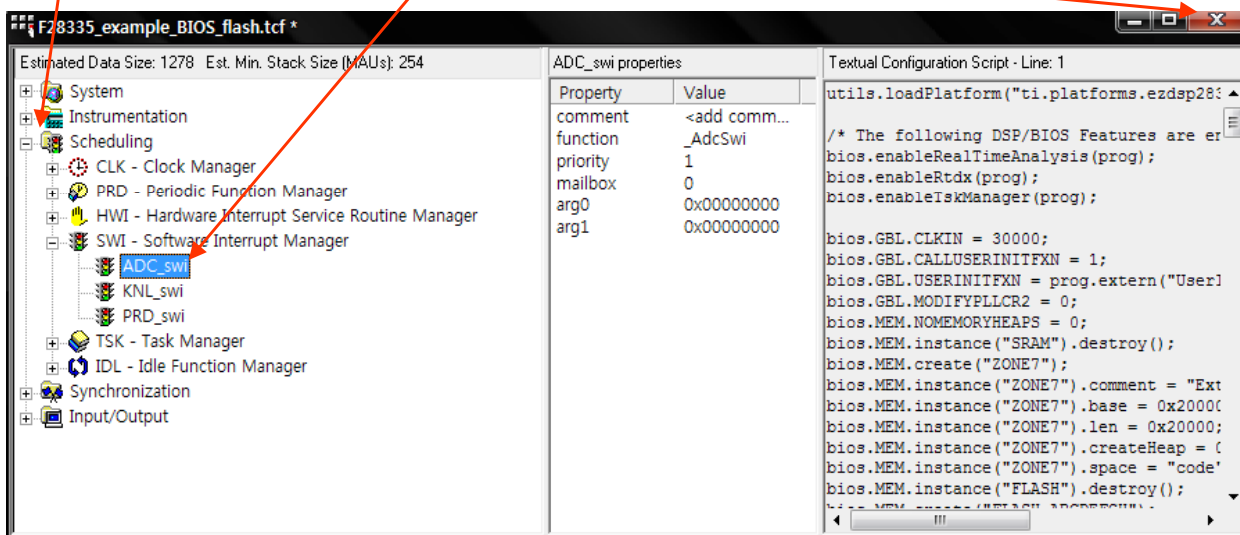 F28335_example_BIOS_flash.tcf *
Estimated Data Size: 1278 Est. Min. Stack Size (MAUs): 254
System
Instrumentation
Scheduling
CLK - Clock Manager
PRD - Periodic Function Manager
HWI - Hardware Interrupt Service Routine Manager
SWI - Software Interrupt Manager
ADC_swi
KNL_swi
PRD_swi
TSK - Task Manager
IDL - Idle Function Manager
Synchronization
Input/Output
ADC_swi properties
Property Value
comment <add comm...
function _AdcSwi
priority 1
mailbox 0
arg0 0x00000000
arg1 0x00000000
Textual Configuration Script - Line: 1
utils.loadPlatform("ti.platforms.ezdsp283
/* The following DSP/BIOS Features are en
bios.enableRealTimeAnalysis(prog);
bios.enableRtdx(prog);
bios.enableTskManager(prog);
bios.GBL.CLKIN = 30000;
bios.GBL.CALLUSERINITFXN = 1;
bios.GBL.USERINITFXN = prog.extern("UserI
bios.GBL.MODIFYPLLCR2 = 0;
bios.MEM.NOMEMORYHEAPS = 0;
bios.MEM.instance("SRAM").destroy();
bios.MEM.create("ZONE7");
bios.MEM.instance("ZONE7").comment = "Ext
bios.MEM.instance("ZONE7").base = 0x20000
bios.MEM.instance("ZONE7").len = 0x20000;
bios.MEM.instance("ZONE7").createHeap = 0
bios.MEM.instance("ZONE7").space = "code"
bios.MEM.instance("FLASH").destroy();